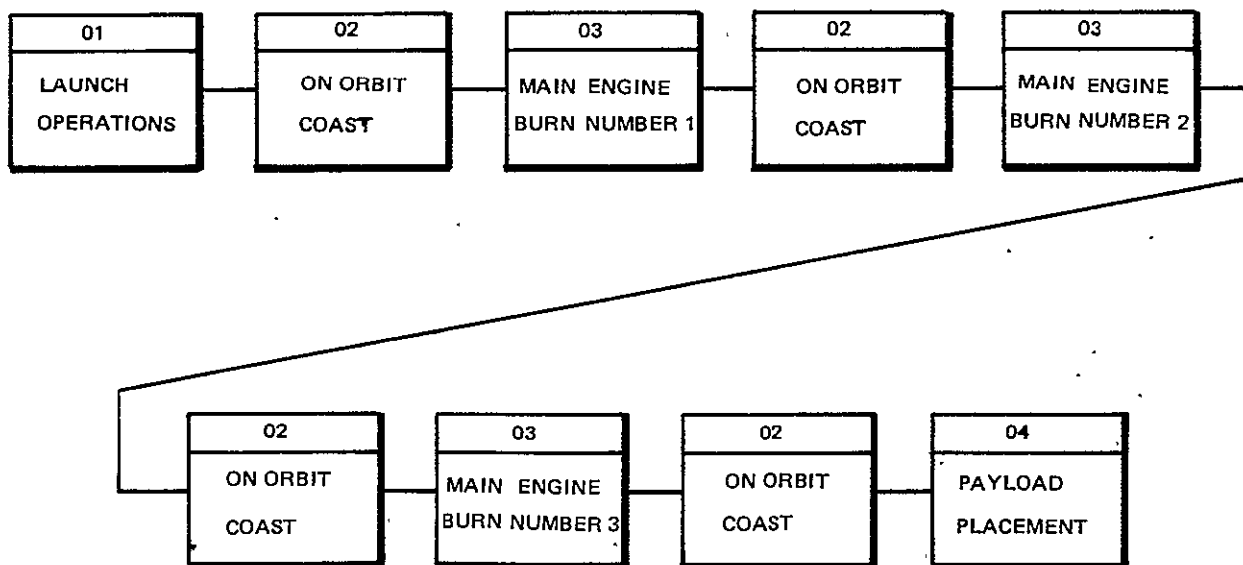 01
LAUNCH
OPERATIONS
02
ON ORBIT
COAST
03
MAIN ENGINE
BURN NUMBER 1
02
ON ORBIT
COAST
03
MAIN ENGINE
BURN NUMBER 2
02
ON ORBIT
COAST
03
MAIN ENGINE
BURN NUMBER 3
02
ON ORBIT
COAST
04
PAYLOAD
PLACEMENT